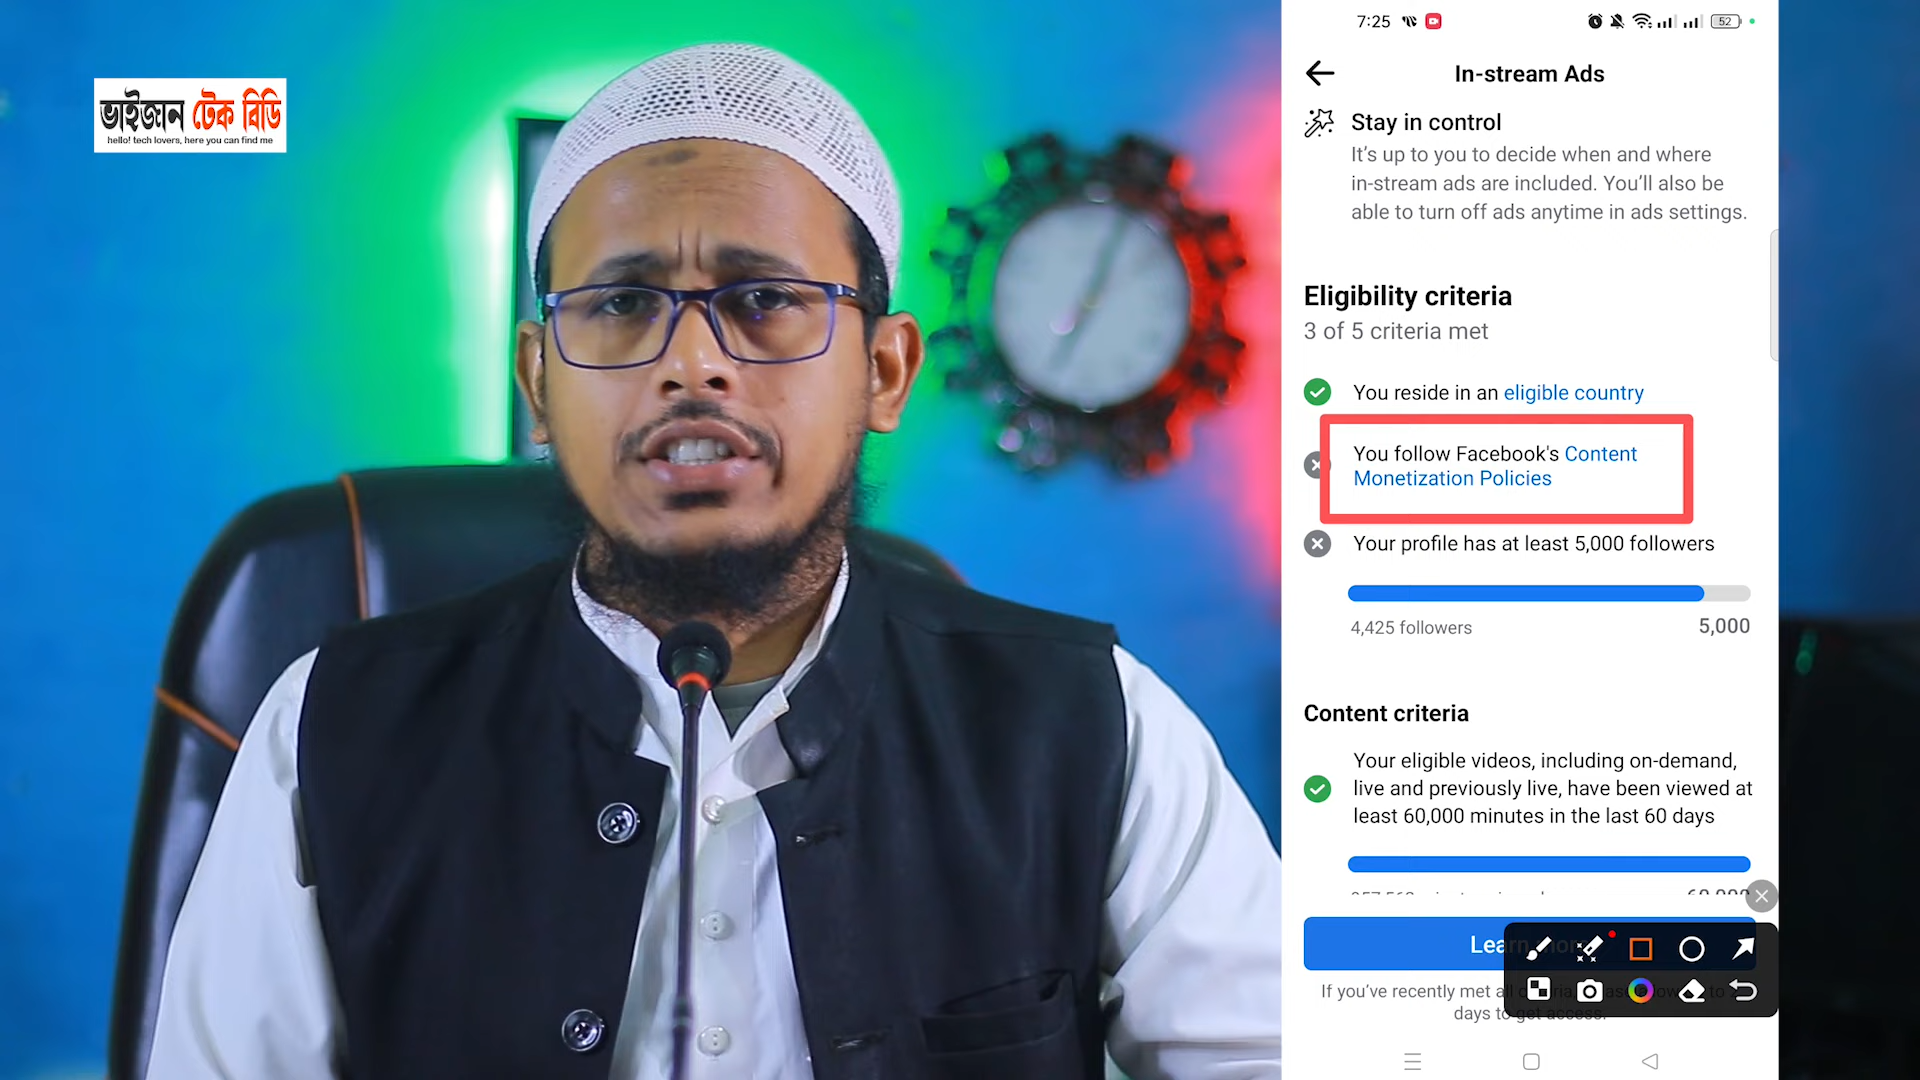 ভাইজান টেক বিডি
hello! tech lovers, here you can find me
7:25
52
In-stream Ads
Stay in control
It's up to you to decide when and where
in-stream ads are included. You'll also be
able to turn off ads anytime in ads settings.
Eligibility criteria
3 of 5 criteria met
You reside in an eligible country
You follow Facebook's Content
Monetization Policies
Your profile has at least 5,000 followers
4,425 followers
5,000
Content criteria
Your eligible videos, including on-demand,
live and previously live, have been viewed at
least 60,000 minutes in the last 60 days
60,000
If you've recently met
days to get access.